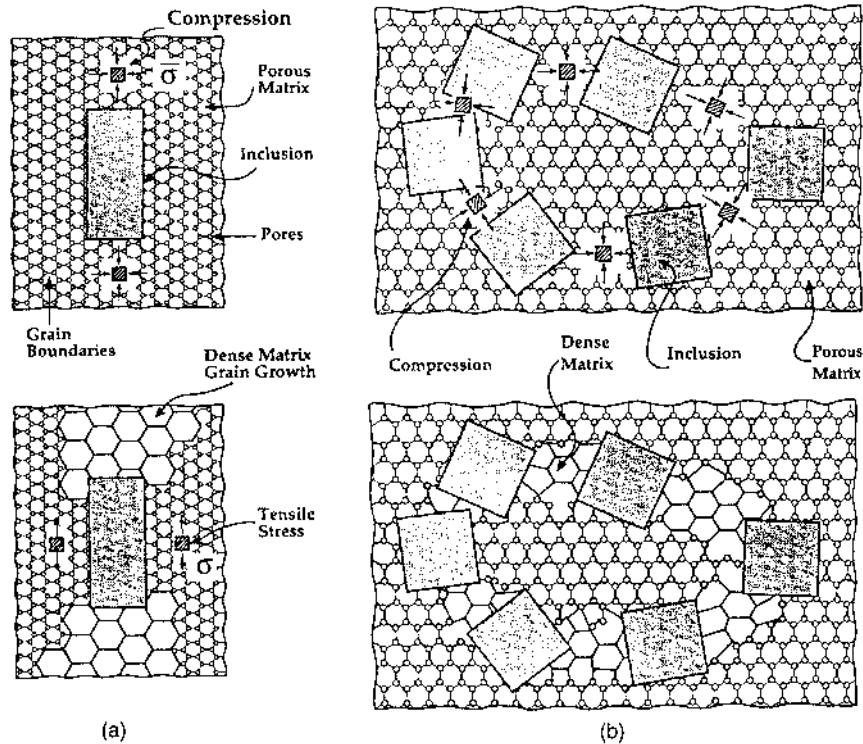 Compression
σ
Porous
Matrix
Inclusion
Pores
Grain
Boundaries
Compression
Dense
Matrix
Inclusion
Porous
Matrix
Dense Matrix
Grain Growth
Tensile
Stress
σ
(a)
(b)